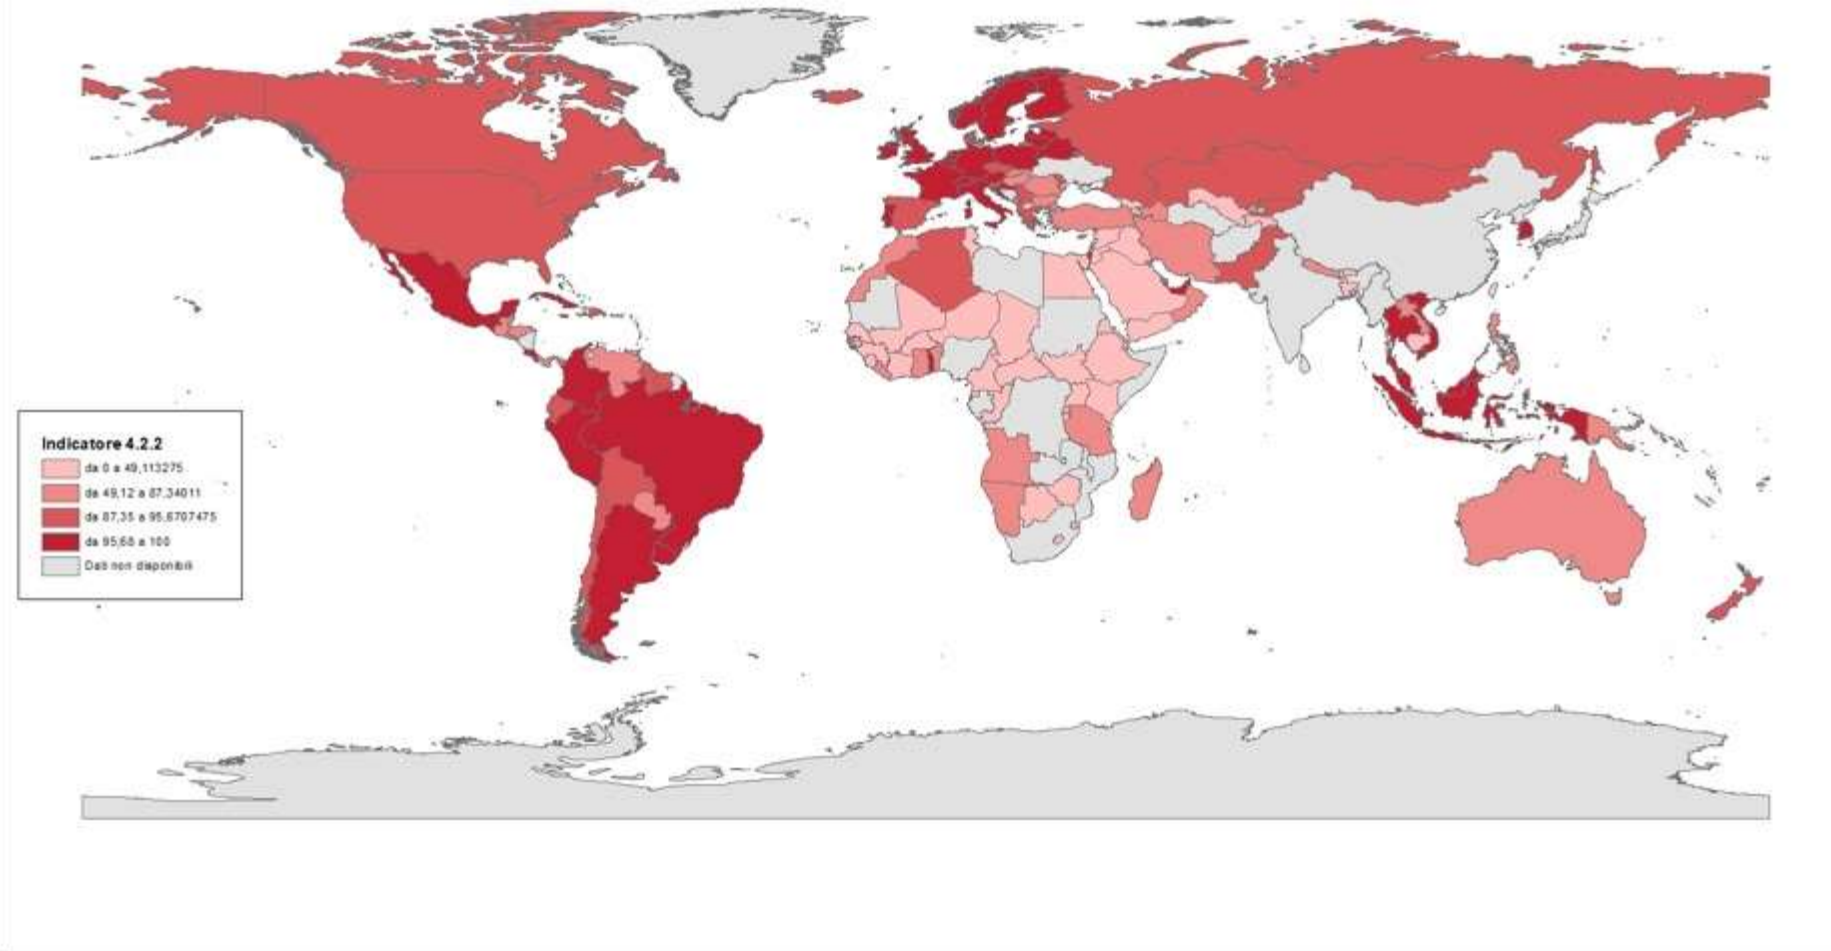 Indicatore 4.2.2
da 0 a 49,113275
da 49,12 a 87,34011
da 87,35 a 95,6707475
da 95,68 a 100
Dati non disponibili